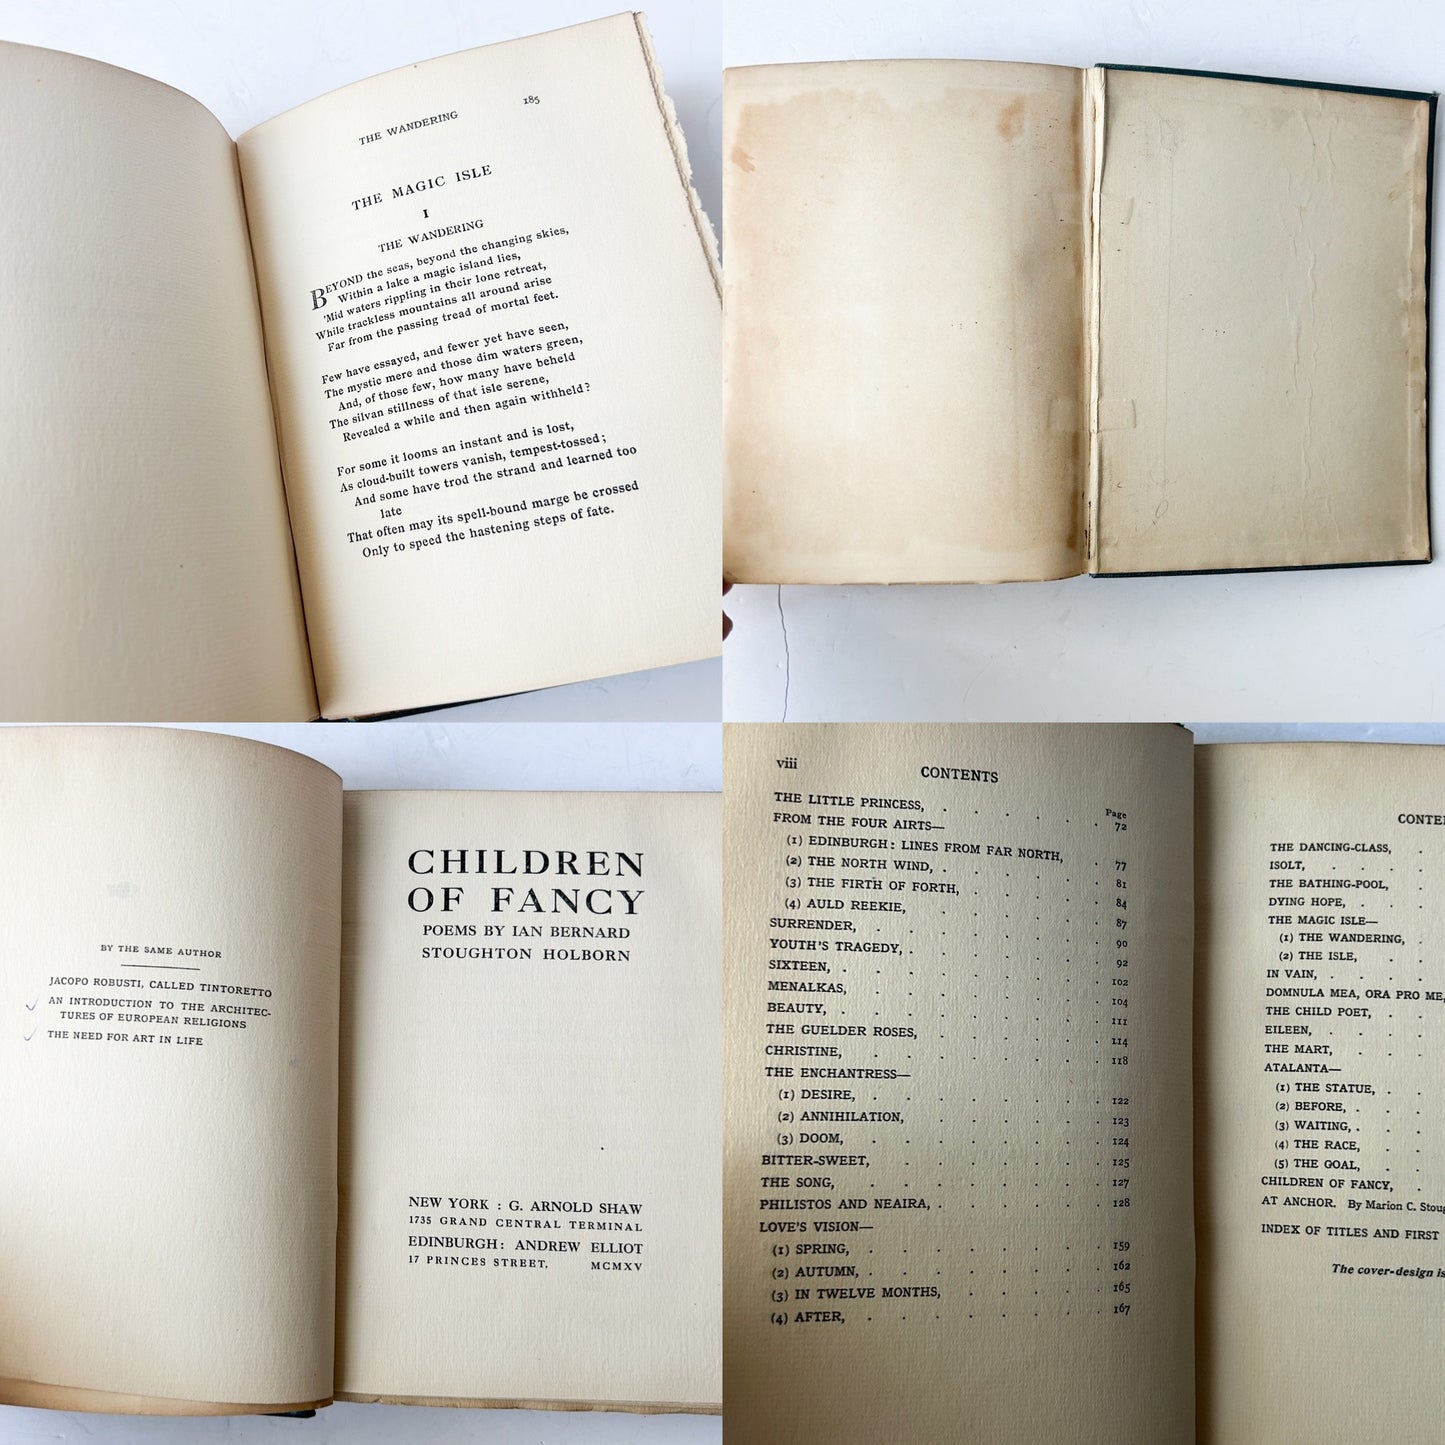 185
THE WANDERING
THE MAGIC ISLE
I
THE WANDERING
BEYOND the seas, beyond the changing skies,
Within a lake a magic island lies,
'Mid waters rippling in their lone retreat,
While trackless mountains all around arise
Far from the passing tread of mortal feet.
Few have essayed, and fewer yet have seen,
The mystic mere and those dim waters green,
And, of those few, how many have beheld
The silvan stillness of that isle serene,
Revealed a while and then again withheld?
For some it looms an instant and is lost,
As cloud-built towers vanish, tempest-tossed;
And some have trod the strand and learned too
late
That often may its spell-bound marge be crossed
Only to speed the hastening steps of fate.
BY THE SAME AUTHOR
JACOPO ROBUSTI, CALLED TINTORETTO
AN INTRODUCTION TO THE ARCHITEC-
TURES OF EUROPEAN RELIGIONS
THE NEED FOR ART IN LIFE
CHILDREN
OF FANCY
POEMS BY IAN BERNARD
STOUGHTON HOLBORN
NEW YORK : G. ARNOLD SHAW
1735 GRAND CENTRAL TERMINAL
EDINBURGH: ANDREW ELLIOT
17 PRINCES STREET. MCMXV
viii
CONTENTS
Page
THE LITTLE PRINCESS, . . . . . . 72
FROM THE FOUR AIRTS—
(1) EDINBURGH: LINES FROM FAR NORTH, . 77
(2) THE NORTH WIND, . . . . . 81
(3) THE FIRTH OF FORTH, . . . . . 84
(4) AULD REEKIE, . . . . . 87
SURRENDER, . . . . . . 90
YOUTH'S TRAGEDY, . . . . . . 92
SIXTEEN, . . . . . . . 102
MENALKAS, . . . . . . 104
BEAUTY, . . . . . . . 111
THE GUELDER ROSES, . . . . . 114
CHRISTINE, . . . . . . 118
THE ENCHANTRESS—
(1) DESIRE, . . . . . . . 122
(2) ANNIHILATION, . . . . . 123
(3) DOOM, . . . . . . 124
BITTER-SWEET, . . . . . . 125
THE SONG, . . . . . . 127
PHILISTOS AND NEAIRA, . . . . . 128
LOVE'S VISION—
(1) SPRING, . . . . . . 159
(2) AUTUMN, . . . . . . 162
(3) IN TWELVE MONTHS, . . . . . 165
(4) AFTER, . . . . . . . 167
CONTE
THE DANCING-CLASS, .
ISOLT, . . . .
THE BATHING-POOL, .
DYING HOPE, . . .
THE MAGIC ISLE—
(1) THE WANDERING, .
(2) THE ISLE, . .
IN VAIN, . . . .
DOMNULA MEA, ORA PRO ME,
THE CHILD POET, . .
EILEEN, . . . .
THE MART, . . .
ATALANTA—
(1) THE STATUE, . .
(2) BEFORE, . . .
(3) WAITING, . . .
(4) THE RACE, . .
(5) THE GOAL, . .
CHILDREN OF FANCY, .
AT ANCHOR. By Marion C. Stoug
INDEX OF TITLES AND FIRST
The cover-design is